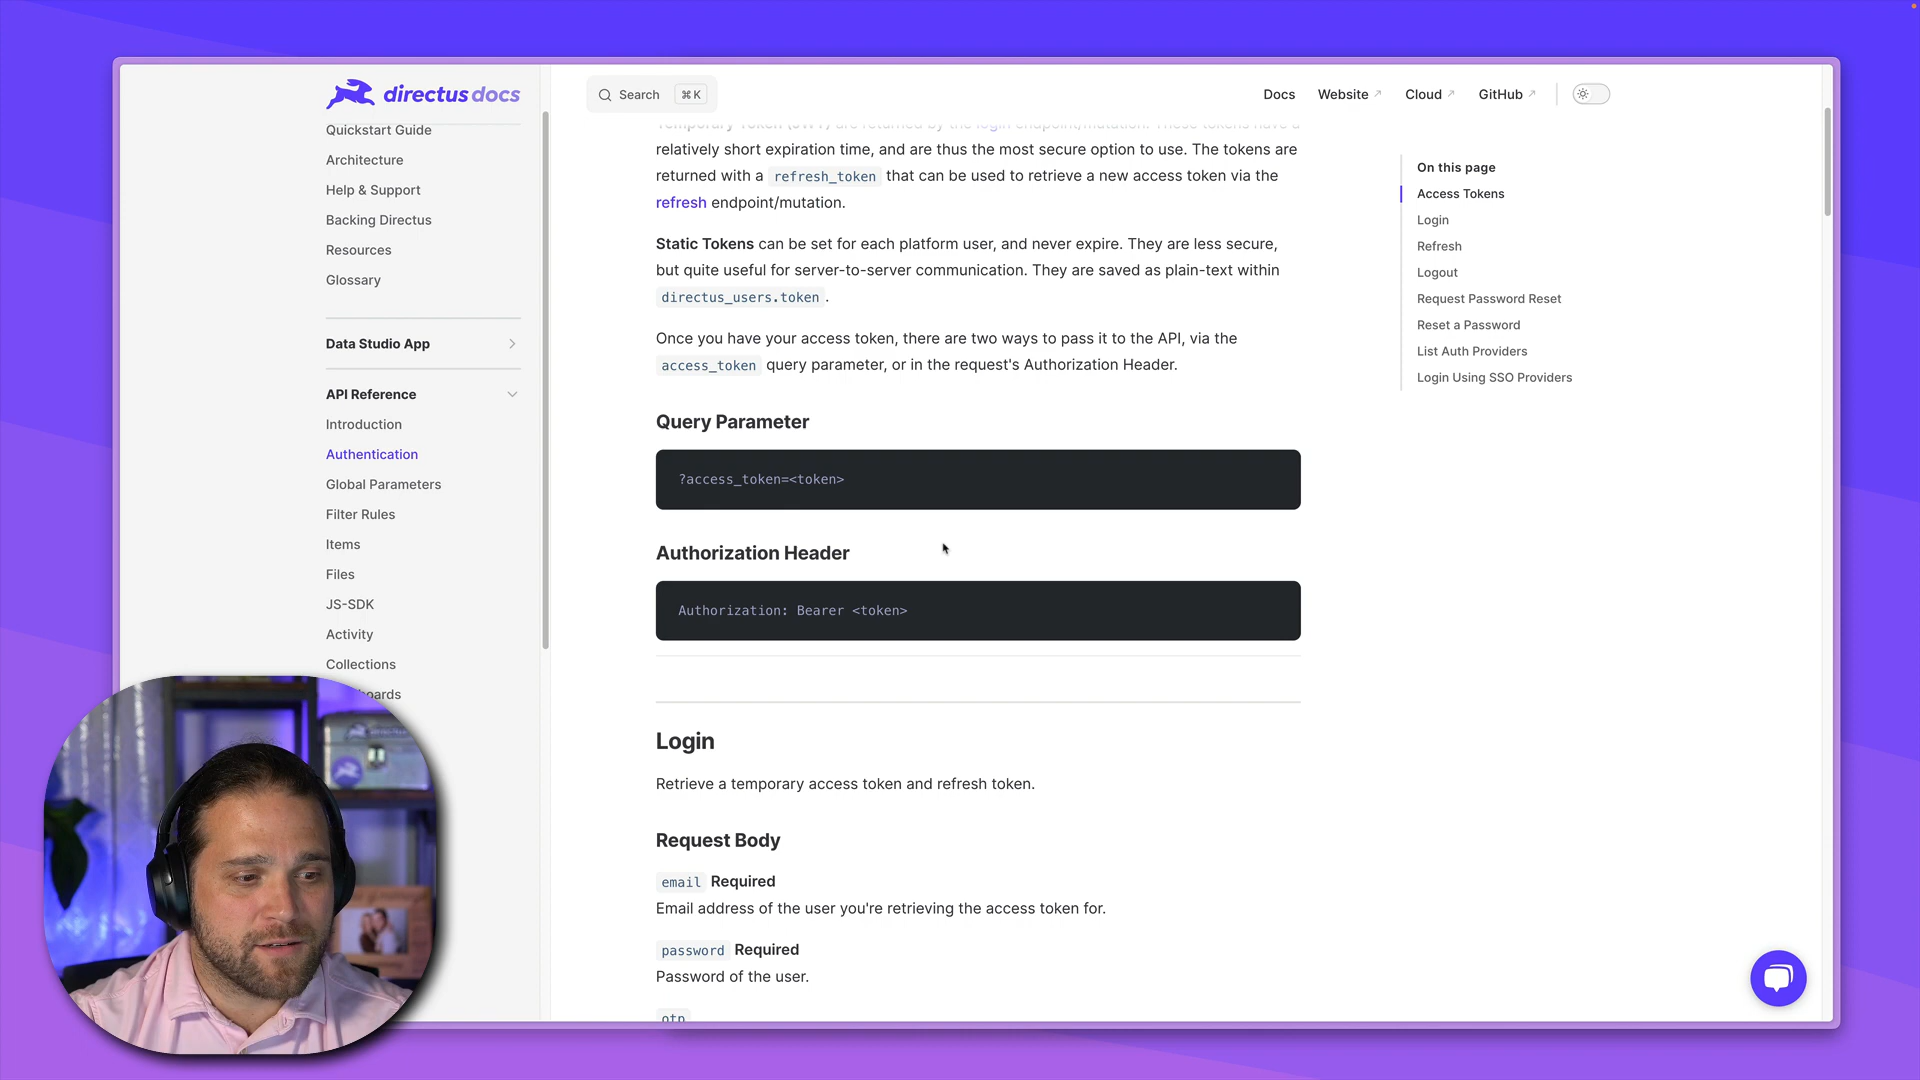 directus docs
Search ⌘ K
Docs
Website
Cloud
GitHub
Quickstart Guide
Architecture
Help & Support
Backing Directus
Resources
Glossary
Data Studio App
API Reference
Introduction
Authentication
Global Parameters
Filter Rules
Items
Files
JS-SDK
Activity
Collections
boards
relatively short expiration time, and are thus the most secure option to use. The tokens are
returned with a refresh_token that can be used to retrieve a new access token via the
refresh endpoint/mutation.
Static Tokens can be set for each platform user, and never expire. They are less secure,
but quite useful for server-to-server communication. They are saved as plain-text within
directus_users.token .
Once you have your access token, there are two ways to pass it to the API, via the
access_token query parameter, or in the request's Authorization Header.
Query Parameter
?access_token=<token>
Authorization Header
Authorization: Bearer <token>
Login
Retrieve a temporary access token and refresh token.
Request Body
email Required
Email address of the user you're retrieving the access token for.
password Required
Password of the user.
otp
On this page
Access Tokens
Login
Refresh
Logout
Request Password Reset
Reset a Password
List Auth Providers
Login Using SSO Providers